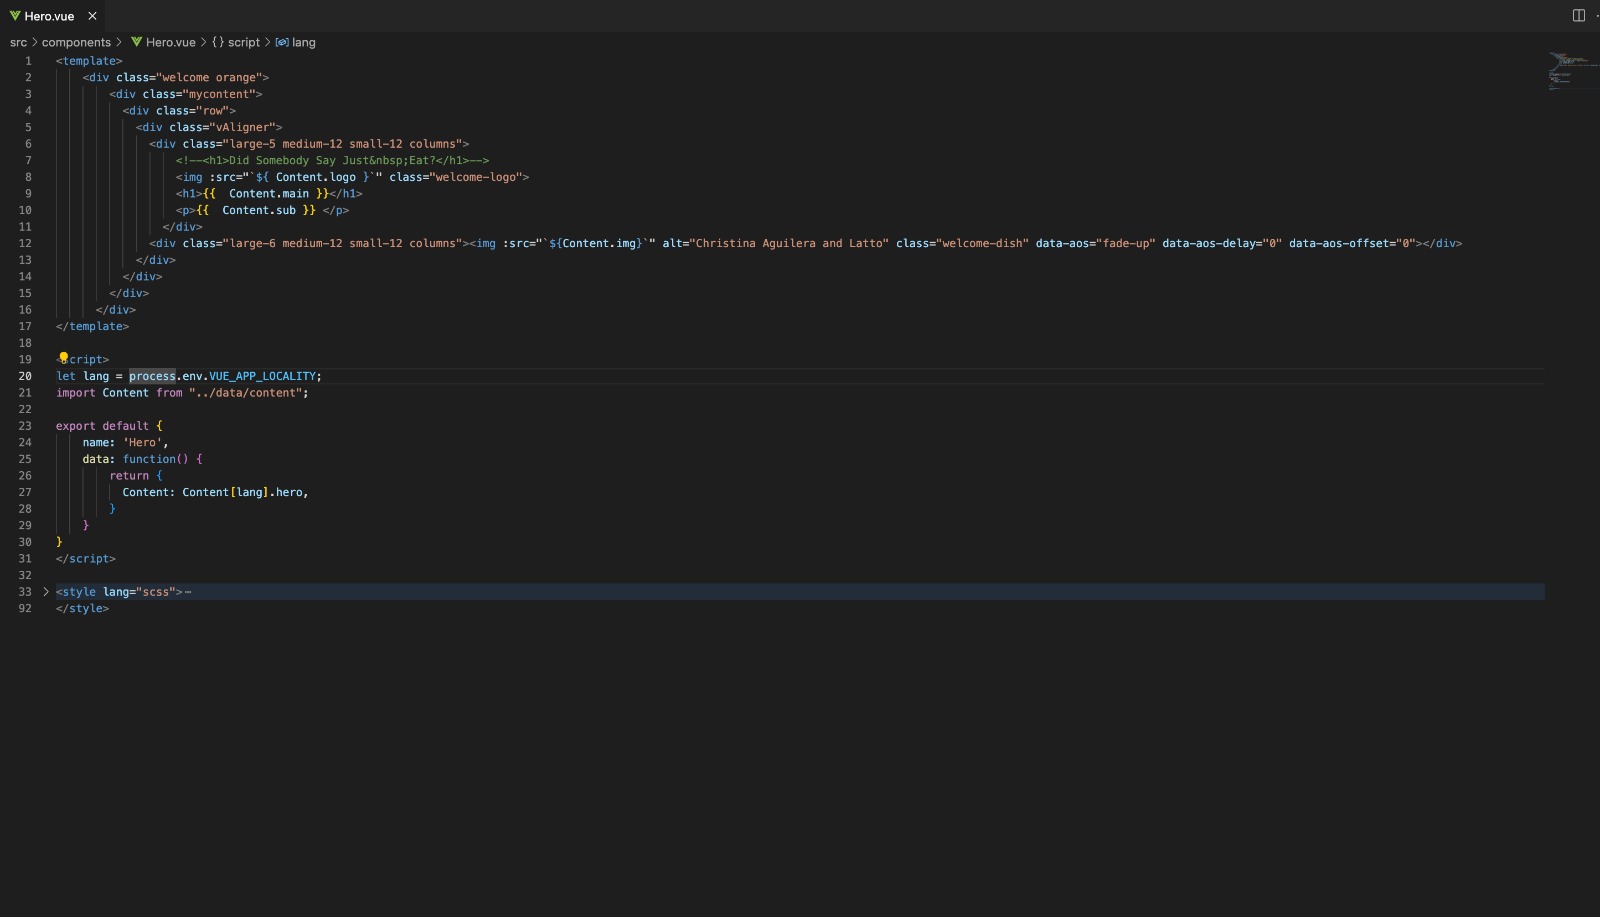 Hero.vue
src > components > Hero.vue > {} script > lang
1 <template>
2 <div class="welcome orange">
3 <div class="mycontent">
4 <div class="row">
5 <div class="vAligner">
6 <div class="large-5 medium-12 small-12 columns">
7 <!--<h1>Did Somebody Say Just&nbsp;Eat?</h1>-->
8 <img :src="`${ Content.logo }`" class="welcome-logo">
9 <h1>{{  Content.main }}</h1>
10 <p>{{  Content.sub }} </p>
11 </div>
12 <div class="large-6 medium-12 small-12 columns"><img :src="`${Content.img}`" alt="Christina Aguilera and Latto" class="welcome-dish" data-aos="fade-up" data-aos-delay="0" data-aos-offset="0"></div>
13 </div>
14 </div>
15 </div>
16 </div>
17 </template>
18
19 <script>
20 let lang = process.env.VUE_APP_LOCALITY;
21 import Content from "../data/content";
22
23 export default {
24 name: 'Hero',
25 data: function() {
26 return {
27 Content: Content[lang].hero,
28 }
29 }
30 }
31 </script>
32
33 <style lang="scss">⋯
92 </style>